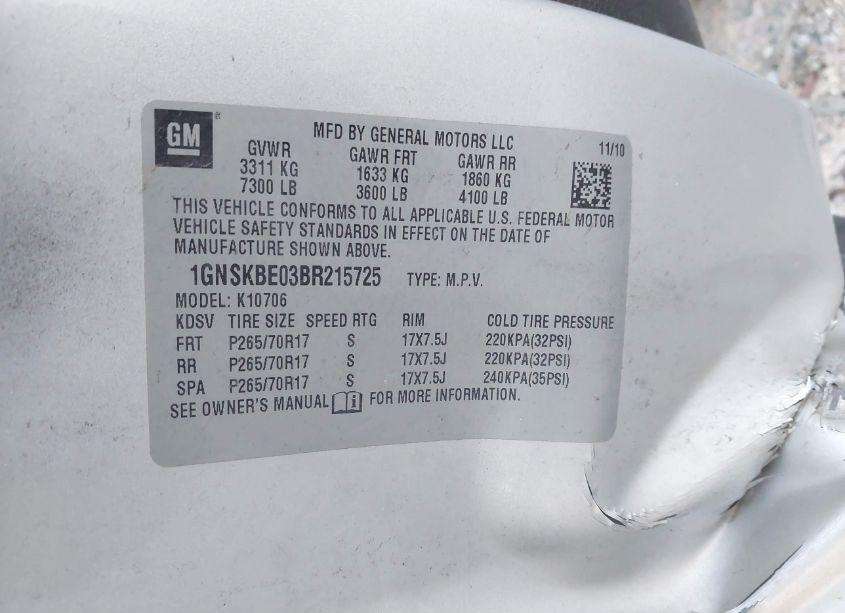 GM
MFD BY GENERAL MOTORS LLC 11/10
GVWR GAWR FRT GAWR RR
3311 KG 1633 KG 1860 KG
7300 LB 3600 LB 4100 LB
THIS VEHICLE CONFORMS TO ALL APPLICABLE U.S. FEDERAL MOTOR
VEHICLE SAFETY STANDARDS IN EFFECT ON THE DATE OF
MANUFACTURE SHOWN ABOVE.
1GNSKBE03BR215725 TYPE: M.P.V.
MODEL: K10706
KDSV TIRE SIZE SPEED RTG RIM COLD TIRE PRESSURE
FRT P265/70R17 S 17X7.5J 220KPA(32PSI)
RR P265/70R17 S 17X7.5J 220KPA(32PSI)
SPA P265/70R17 S 17X7.5J 240KPA(35PSI)
SEE OWNER'S MANUAL FOR MORE INFORMATION.